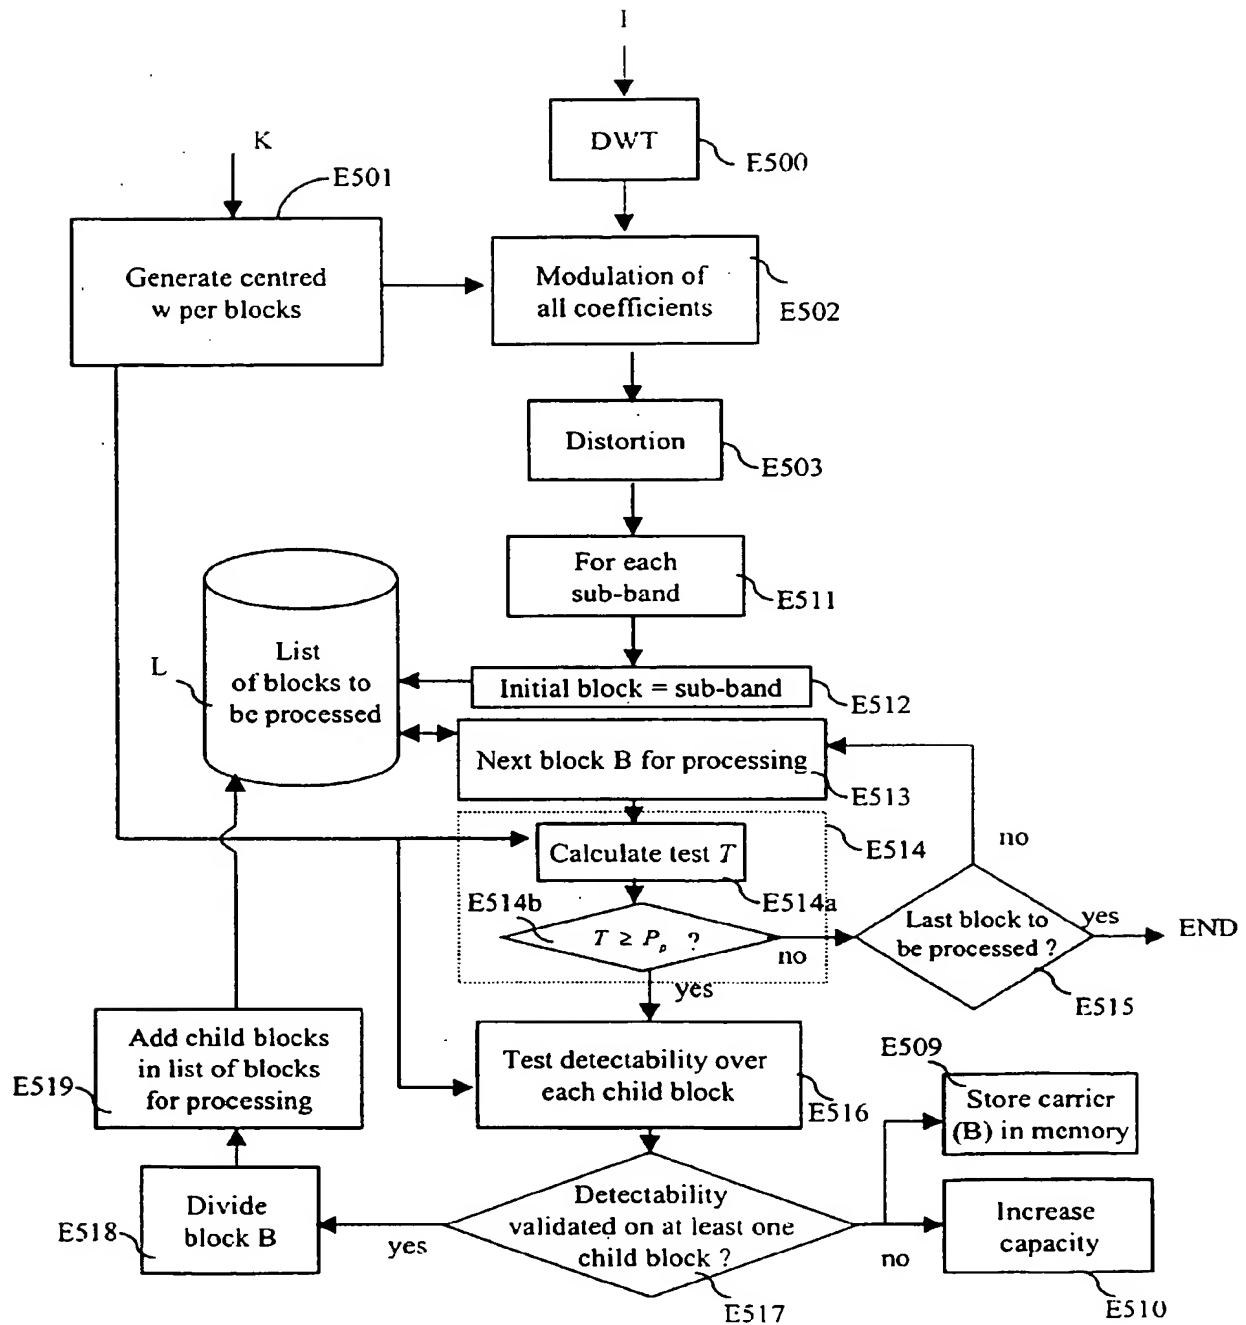 I
DWT
E500
K
E501
Generate centred
w per blocks
Modulation of
all coefficients
E502
Distortion
E503
For each
sub-band
E511
List
of blocks to
be processed
L
Initial block = sub-band
E512
Next block B for processing
E513
Calculate test T
E514
E514a
E514b
T ≥ Pp ?
no
yes
Last block to
be processed ?
no
yes
END
E515
Add child blocks
in list of blocks
for processing
E519
Test detectability over
each child block
E516
E509
Store carrier
(B) in memory
Divide
block B
E518
Detectability
validated on at least one
child block ?
yes
no
E517
Increase
capacity
E510